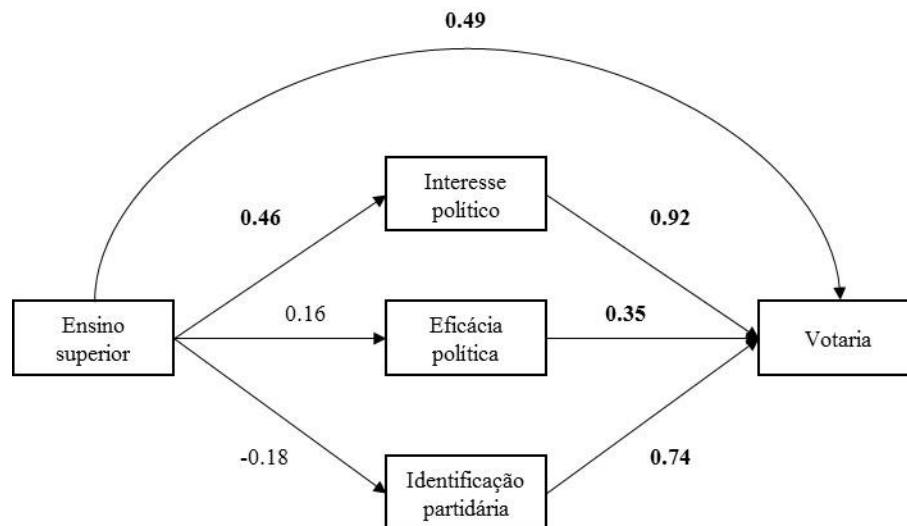 0.49
Interesse
político
0.46
0.92
Ensino
superior
0.16
Eficácia
política
0.35
Votaria
-0.18
Identificação
partidária
0.74